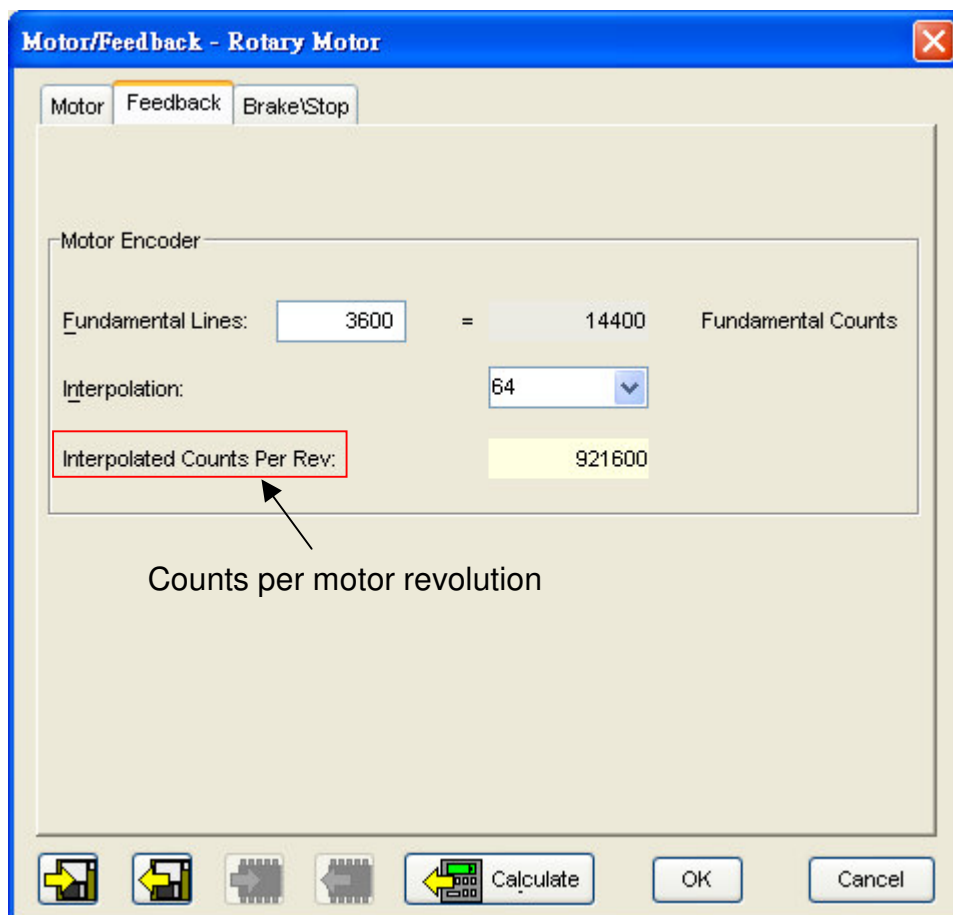 Motor/Feedback - Rotary Motor
Motor Feedback Brake\Stop
Motor Encoder
Fundamental Lines: 3600 = 14400 Fundamental Counts
Interpolation: 64
Interpolated Counts Per Rev: 921600
Counts per motor revolution
Calculate OK Cancel